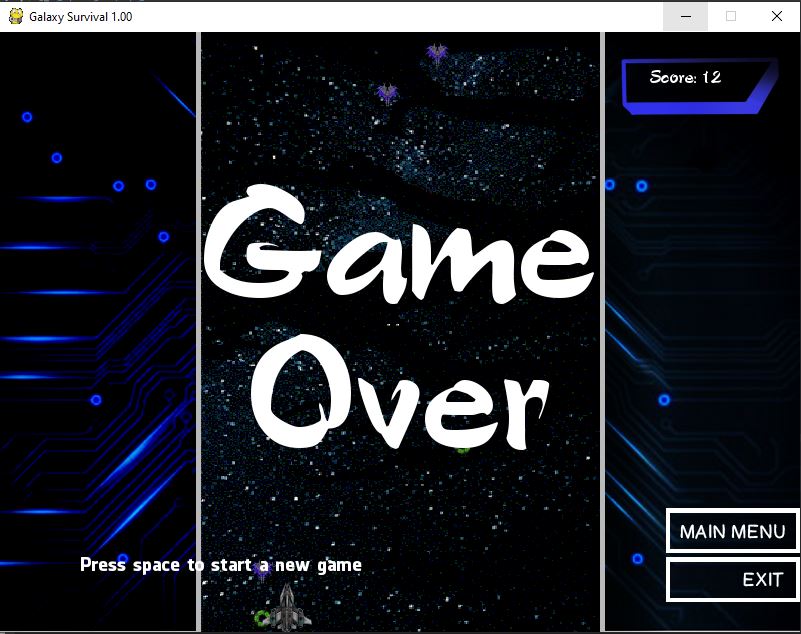 Galaxy Survival 1.00
Score: 12
Game
Over
MAIN MENU
Press space to start a new game
EXIT